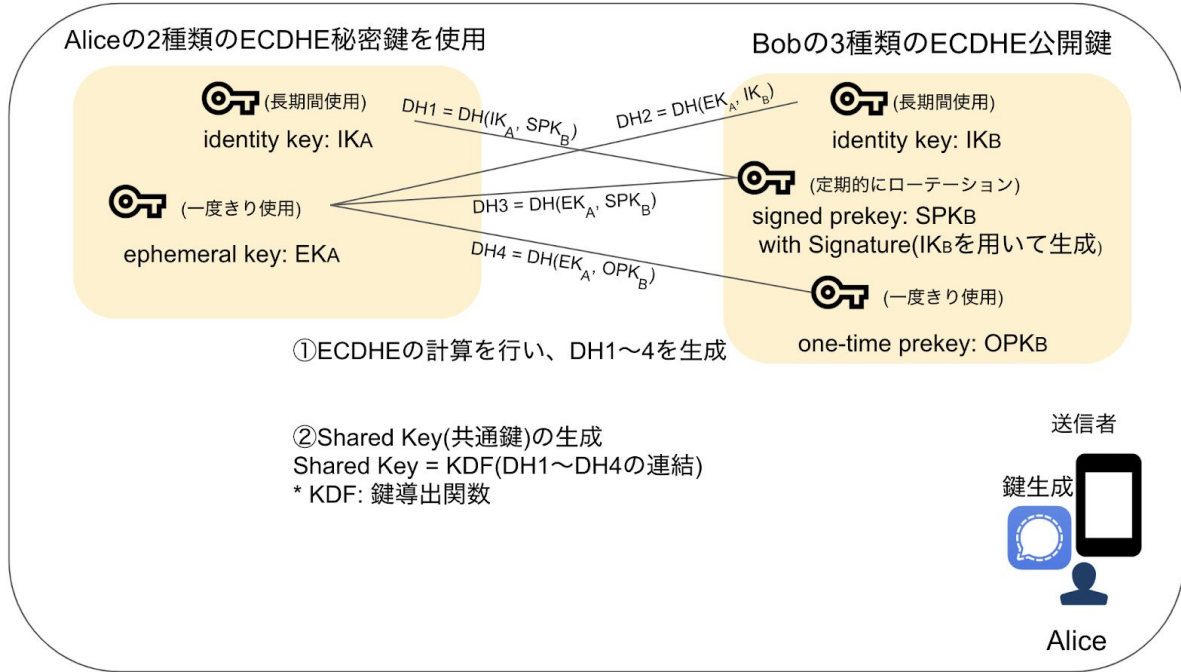 Aliceの2種類のECDHE秘密鍵を使用
(長期間使用)
identity key: IKA
(一度きり使用)
ephemeral key: EKA
DH1 = DH(IK_A, SPK_B)
DH2 = DH(EK_A, IK_B)
DH3 = DH(EK_A, SPK_B)
DH4 = DH(EK_A, OPK_B)
Bobの3種類のECDHE公開鍵
(長期間使用)
identity key: IKB
(定期的にローテーション)
signed prekey: SPKB
with Signature(IKBを用いて生成)
(一度きり使用)
one-time prekey: OPKB
①ECDHEの計算を行い、DH1〜4を生成
②Shared Key(共通鍵)の生成
Shared Key = KDF(DH1〜DH4の連結)
* KDF: 鍵導出関数
送信者
鍵生成
Alice